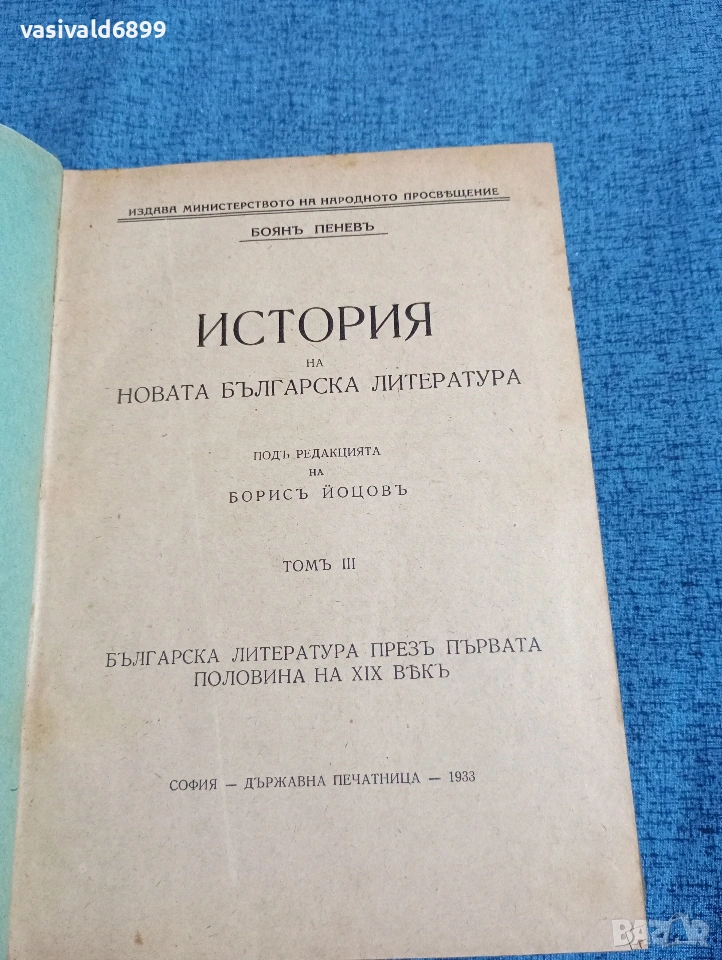 vasivald6899
ИЗДАВА МИНИСТЕРСТВОТО НА НАРОДНОТО ПРОСВѢЩЕНИЕ
БОЯНЪ ПЕНЕВЪ
ИСТОРИЯ
НА
НОВАТА БЪЛГАРСКА ЛИТЕРАТУРА
ПОДЪ РЕДАКЦИЯТА
НА
БОРИСЪ ЙОЦОВЪ
ТОМЪ III
БЪЛГАРСКА ЛИТЕРАТУРА ПРЕЗЪ ПЪРВАТА
ПОЛОВИНА НА XIX ВѢКЪ
СОФИЯ — ДЪРЖАВНА ПЕЧАТНИЦА — 1933
BAZAR